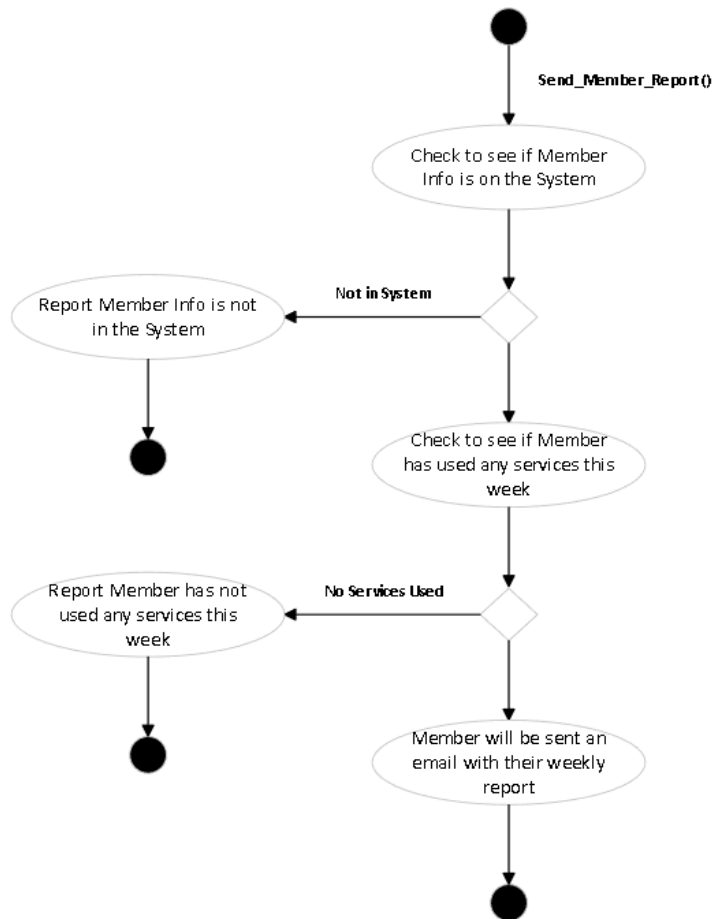 Send_Member_Report()
Check to see if Member
Info is on the System
Not in System
Report Member Info is not
in the System
Check to see if Member
has used any services this
week
No Services Used
Report Member has not
used any services this
week
Member will be sent an
email with their weekly
report